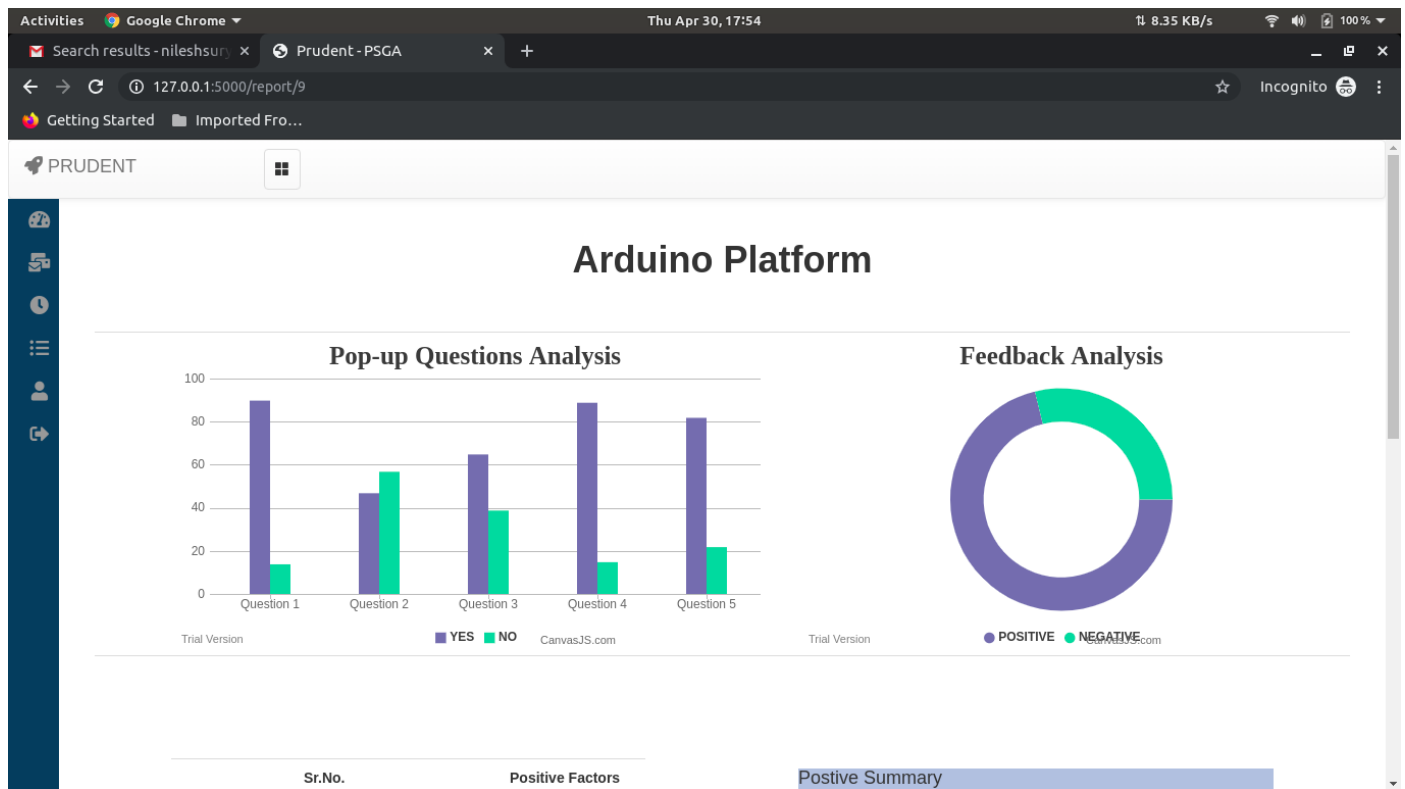 Activities Google Chrome Thu Apr 30, 17:54 8.35 KB/s 100 %
Search results - nileshsury Prudent - PSGA
127.0.0.1:5000/report/9 Incognito
Getting Started Imported Fro...
PRUDENT
Arduino Platform
Pop-up Questions Analysis
100
80
60
40
20
0
Question 1 Question 2 Question 3 Question 4 Question 5
Trial Version YES NO CanvasJS.com
Feedback Analysis
Trial Version POSITIVE NEGATIVE CanvasJS.com
Sr.No. Positive Factors
Postive Summary